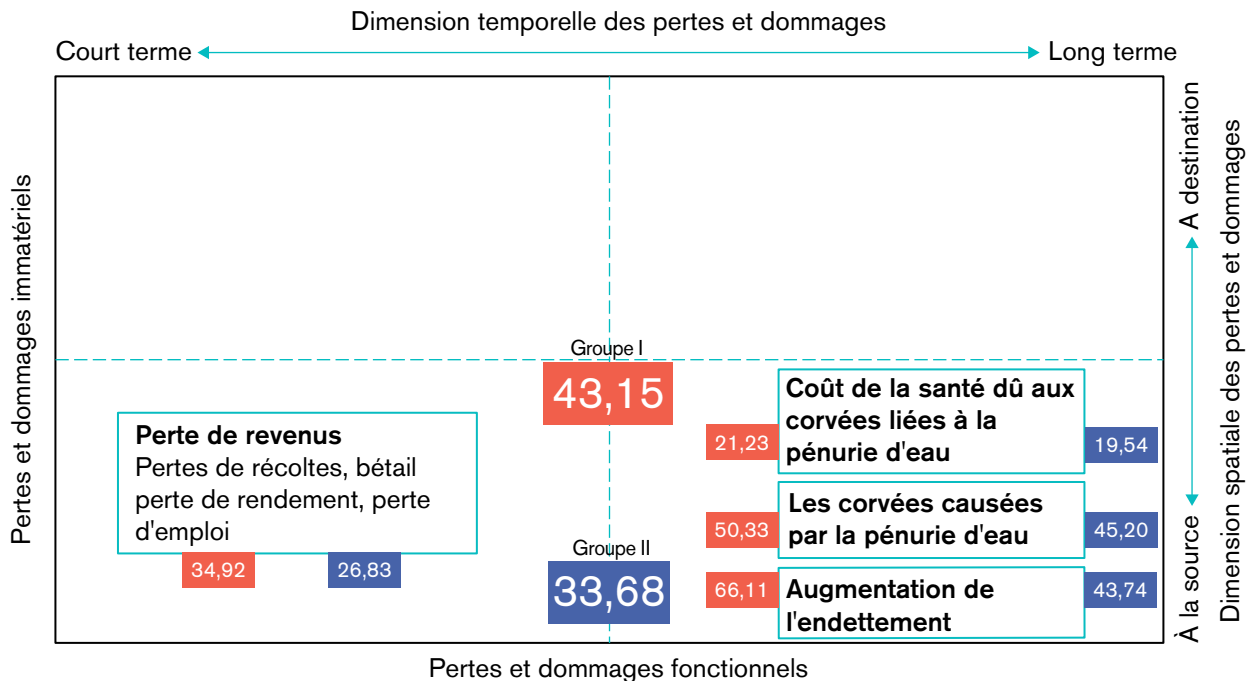 Dimension temporelle des pertes et dommages
Court terme
Long terme
Pertes et dommages immatériels
A destination
À la source
Dimension spatiale des pertes et dommages
Groupe I
43,15
Perte de revenus
Pertes de récoltes, bétail
perte de rendement, perte
d'emploi
34,92
26,83
Groupe II
33,68
Coût de la santé dû aux
corvées liées à la
pénurie d'eau
21,23
19,54
Les corvées causées
par la pénurie d'eau
50,33
45,20
Augmentation de
l'endettement
66,11
43,74
Pertes et dommages fonctionnels